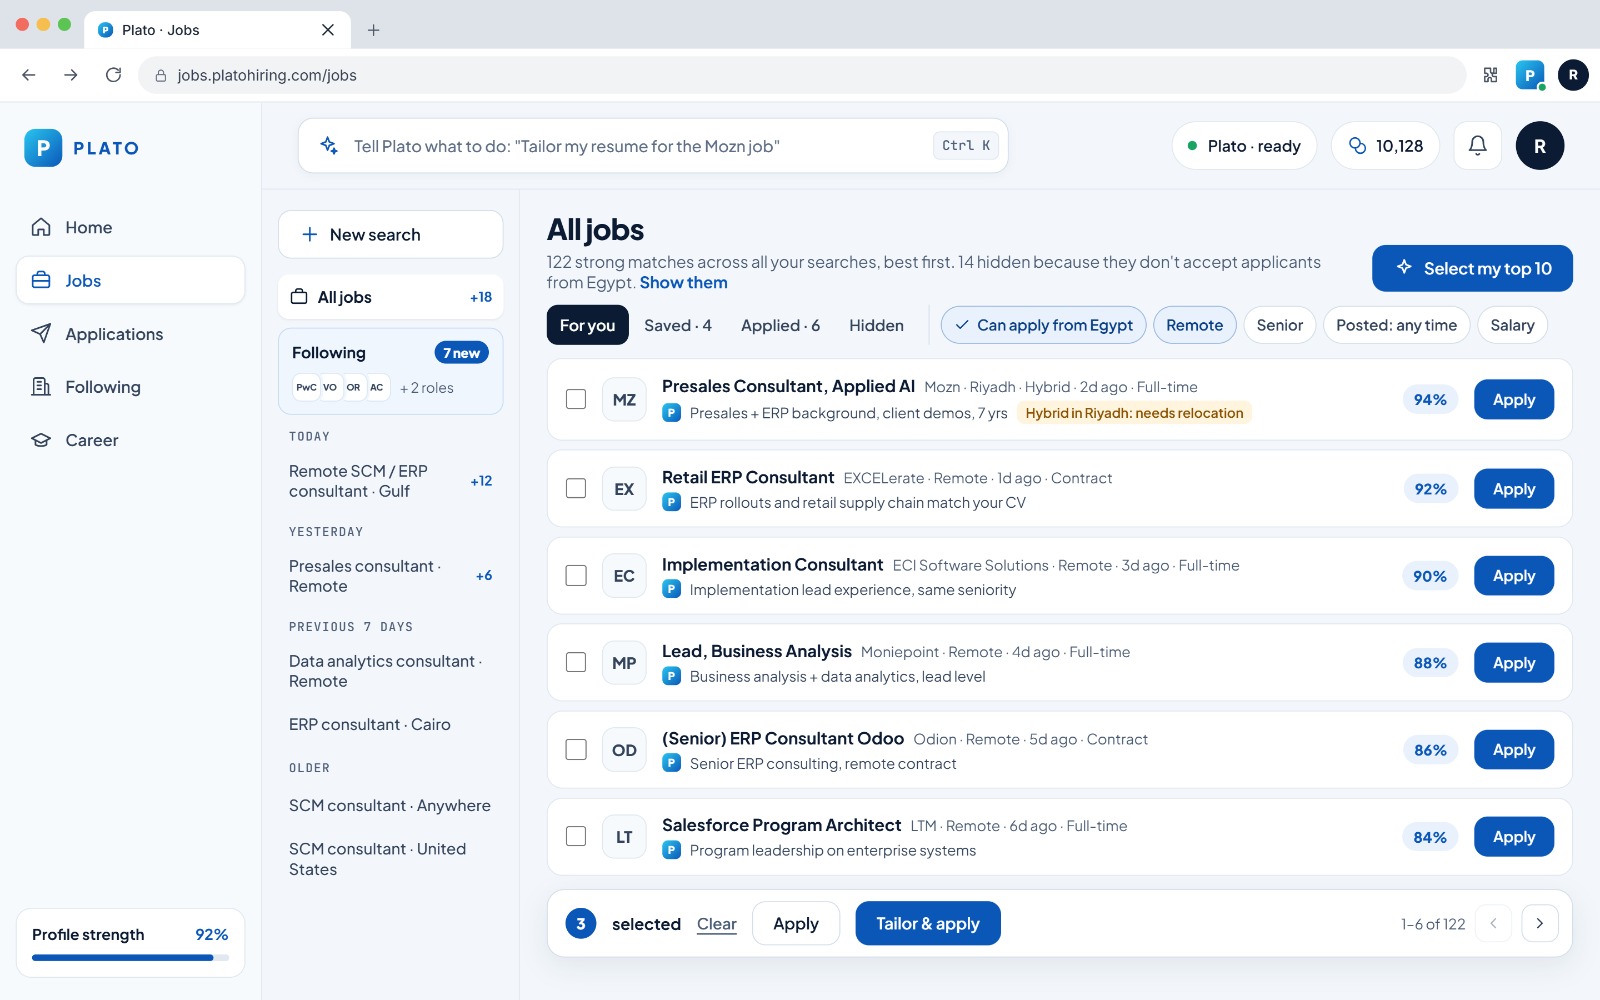 P Plato · Jobs
jobs.platohiring.com/jobs
P
R
P PLATO
Tell Plato what to do: "Tailor my resume for the Mozn job"
Ctrl K
Plato · ready
10,128
R
Home
Jobs
Applications
Following
Career
Profile strength 92%
New search
All jobs +18
Following 7 new
PwC VO OR AC + 2 roles
TODAY
Remote SCM / ERP
consultant · Gulf
+12
YESTERDAY
Presales consultant ·
Remote
+6
PREVIOUS 7 DAYS
Data analytics consultant ·
Remote
ERP consultant · Cairo
OLDER
SCM consultant · Anywhere
SCM consultant · United
States
All jobs
122 strong matches across all your searches, best first. 14 hidden because they don't accept applicants
from Egypt. Show them
Select my top 10
For you Saved · 4 Applied · 6 Hidden
Can apply from Egypt Remote Senior Posted: any time Salary
MZ
Presales Consultant, Applied AI Mozn · Riyadh · Hybrid · 2d ago · Full-time
P Presales + ERP background, client demos, 7 yrs Hybrid in Riyadh: needs relocation
94% Apply
EX
Retail ERP Consultant EXCELerate · Remote · 1d ago · Contract
P ERP rollouts and retail supply chain match your CV
92% Apply
EC
Implementation Consultant ECI Software Solutions · Remote · 3d ago · Full-time
P Implementation lead experience, same seniority
90% Apply
MP
Lead, Business Analysis Moniepoint · Remote · 4d ago · Full-time
P Business analysis + data analytics, lead level
88% Apply
OD
(Senior) ERP Consultant Odoo Odion · Remote · 5d ago · Contract
P Senior ERP consulting, remote contract
86% Apply
LT
Salesforce Program Architect LTM · Remote · 6d ago · Full-time
P Program leadership on enterprise systems
84% Apply
3 selected Clear Apply Tailor & apply
1–6 of 122